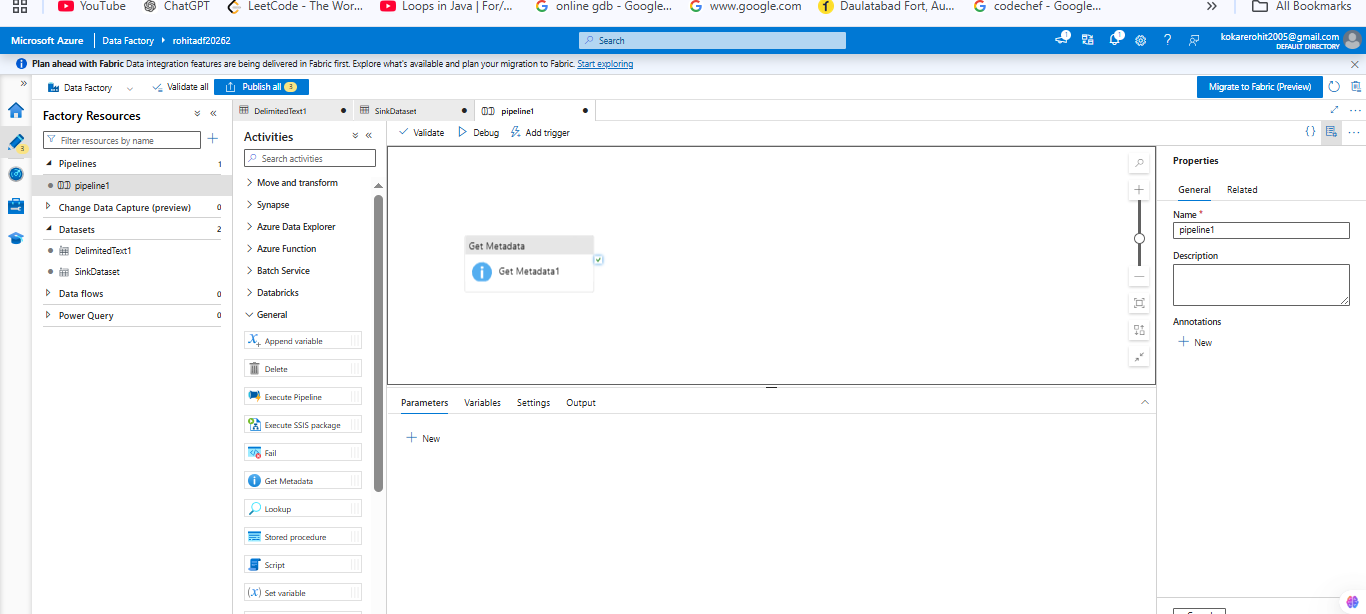 YouTube ChatGPT LeetCode - The Wor... Loops in Java | For/... online gdb - Google... www.google.com Daulatabad Fort, Au... codechef - Google... » All Bookmarks
Microsoft Azure Data Factory rohitadf20262 Search 1 1 ? kokarerohit2005@gmail.com
DEFAULT DIRECTORY
Plan ahead with Fabric Data integration features are being delivered in Fabric first. Explore what's available and plan your migration to Fabric. Start exploring
Data Factory Validate all Publish all 3 Migrate to Fabric (Preview)
3
Factory Resources
Filter resources by name
Pipelines 1
pipeline1
Change Data Capture (preview) 0
Datasets 2
DelimitedText1
SinkDataset
Data flows 0
Power Query 0
DelimitedText1 SinkDataset pipeline1
Activities
Search activities
Move and transform
Synapse
Azure Data Explorer
Azure Function
Batch Service
Databricks
General
Append variable
Delete
Execute Pipeline
Execute SSIS package
Fail
Get Metadata
Lookup
Stored procedure
Script
Set variable
Validate Debug Add trigger
Get Metadata
Get Metadata1
Parameters Variables Settings Output
New
Properties
General Related
Name *
pipeline1
Description
Annotations
New